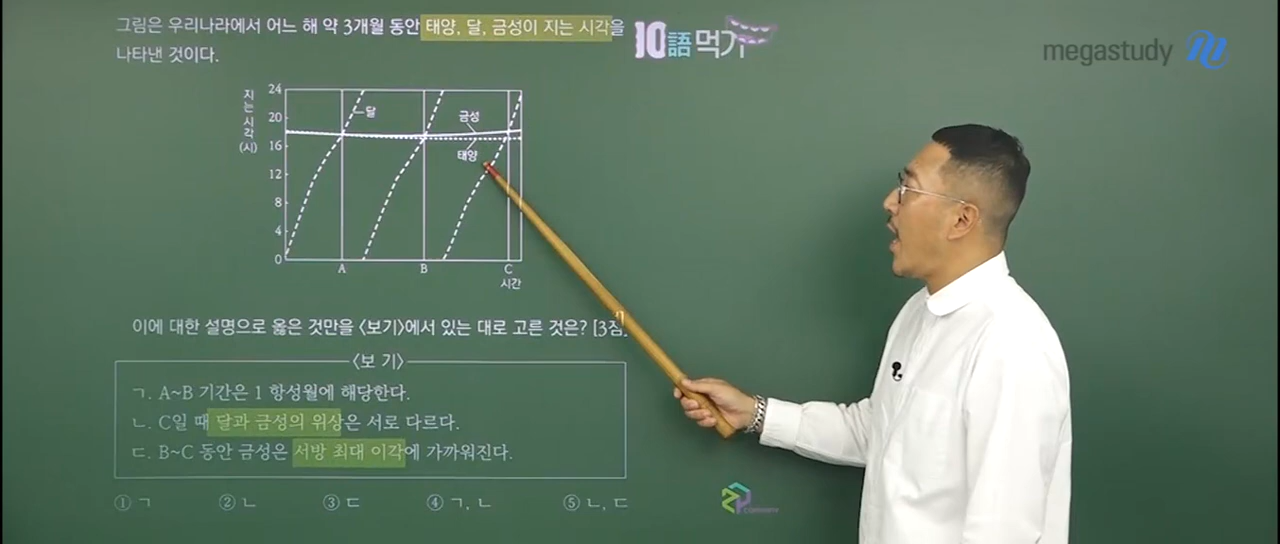 그림은 우리나라에서 어느 해 약 3개월 동안 태양, 달, 금성이 지는 시각을
나타낸 것이다.
10語먹기
megastudy
지는시각(시)
24
20
16
12
8
4
0
달
금성
태양
A B C
시간
이에 대한 설명으로 옳은 것만을 <보기>에서 있는 대로 고른 것은? [3점]
<보 기>
ㄱ. A~B 기간은 1 항성월에 해당한다.
ㄴ. C일 때 달과 금성의 위상은 서로 다르다.
ㄷ. B~C 동안 금성은 서방 최대 이각에 가까워진다.
① ㄱ ② ㄴ ③ ㄷ ④ ㄱ, ㄴ ⑤ ㄴ, ㄷ